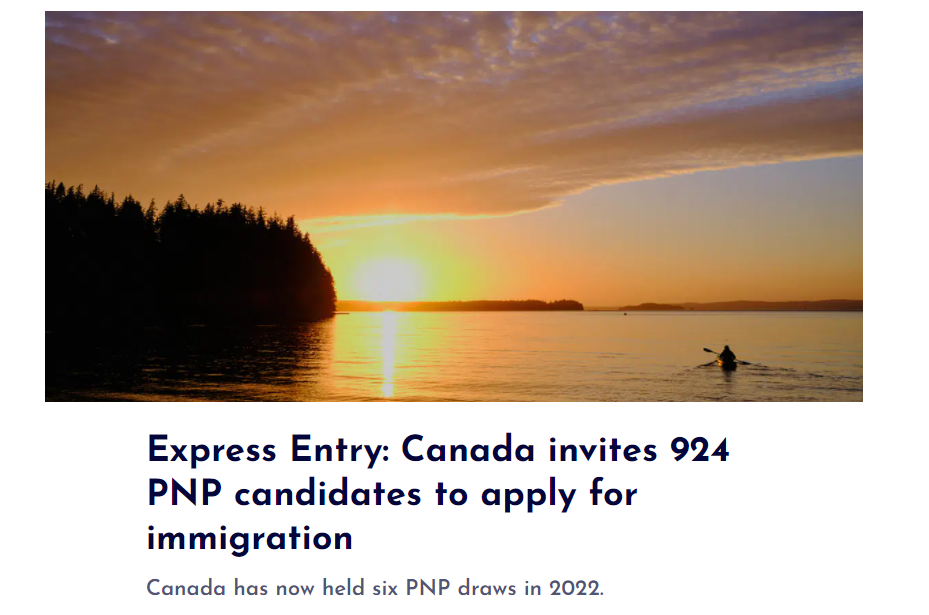 Express Entry: Canada invites 924
PNP candidates to apply for
immigration
Canada has now held six PNP draws in 2022.